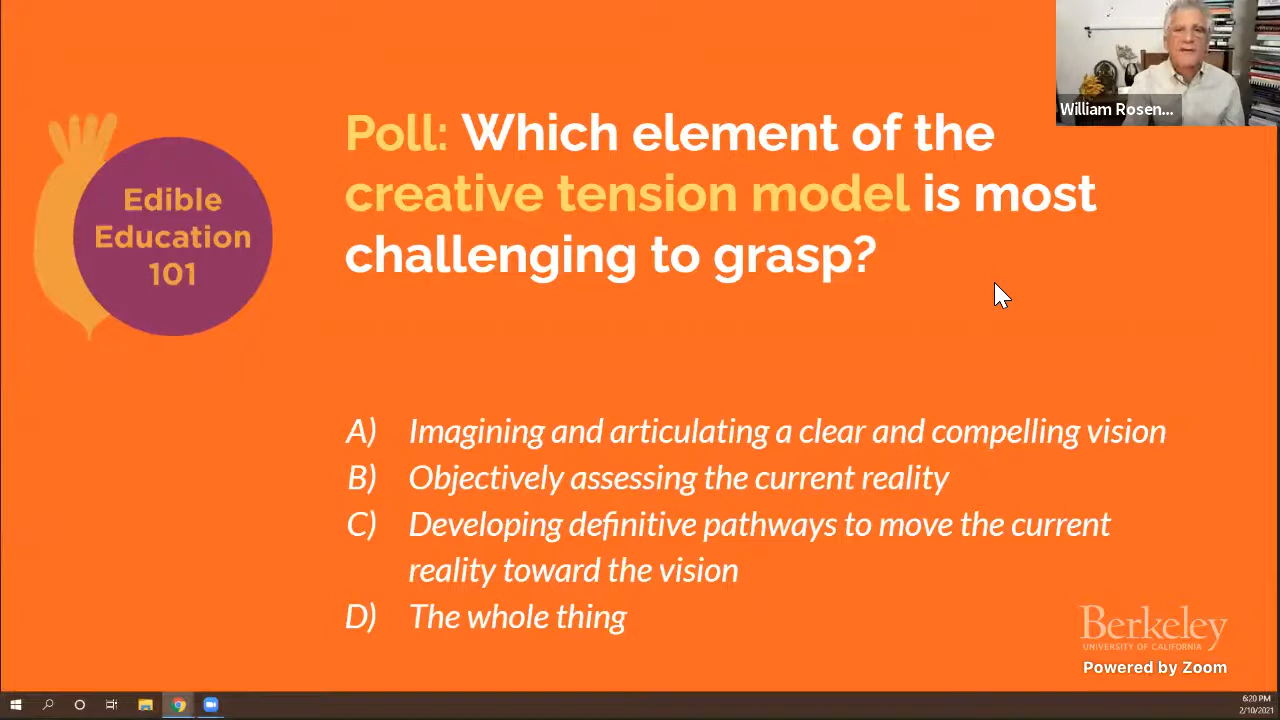 William Rosen...
Edible
Education
101
Poll: Which element of the
creative tension model is most
challenging to grasp?
A) Imagining and articulating a clear and compelling vision
B) Objectively assessing the current reality
C) Developing definitive pathways to move the current
reality toward the vision
D) The whole thing
Berkeley
UNIVERSITY OF CALIFORNIA
Powered by Zoom
6:20 PM
2/10/2021